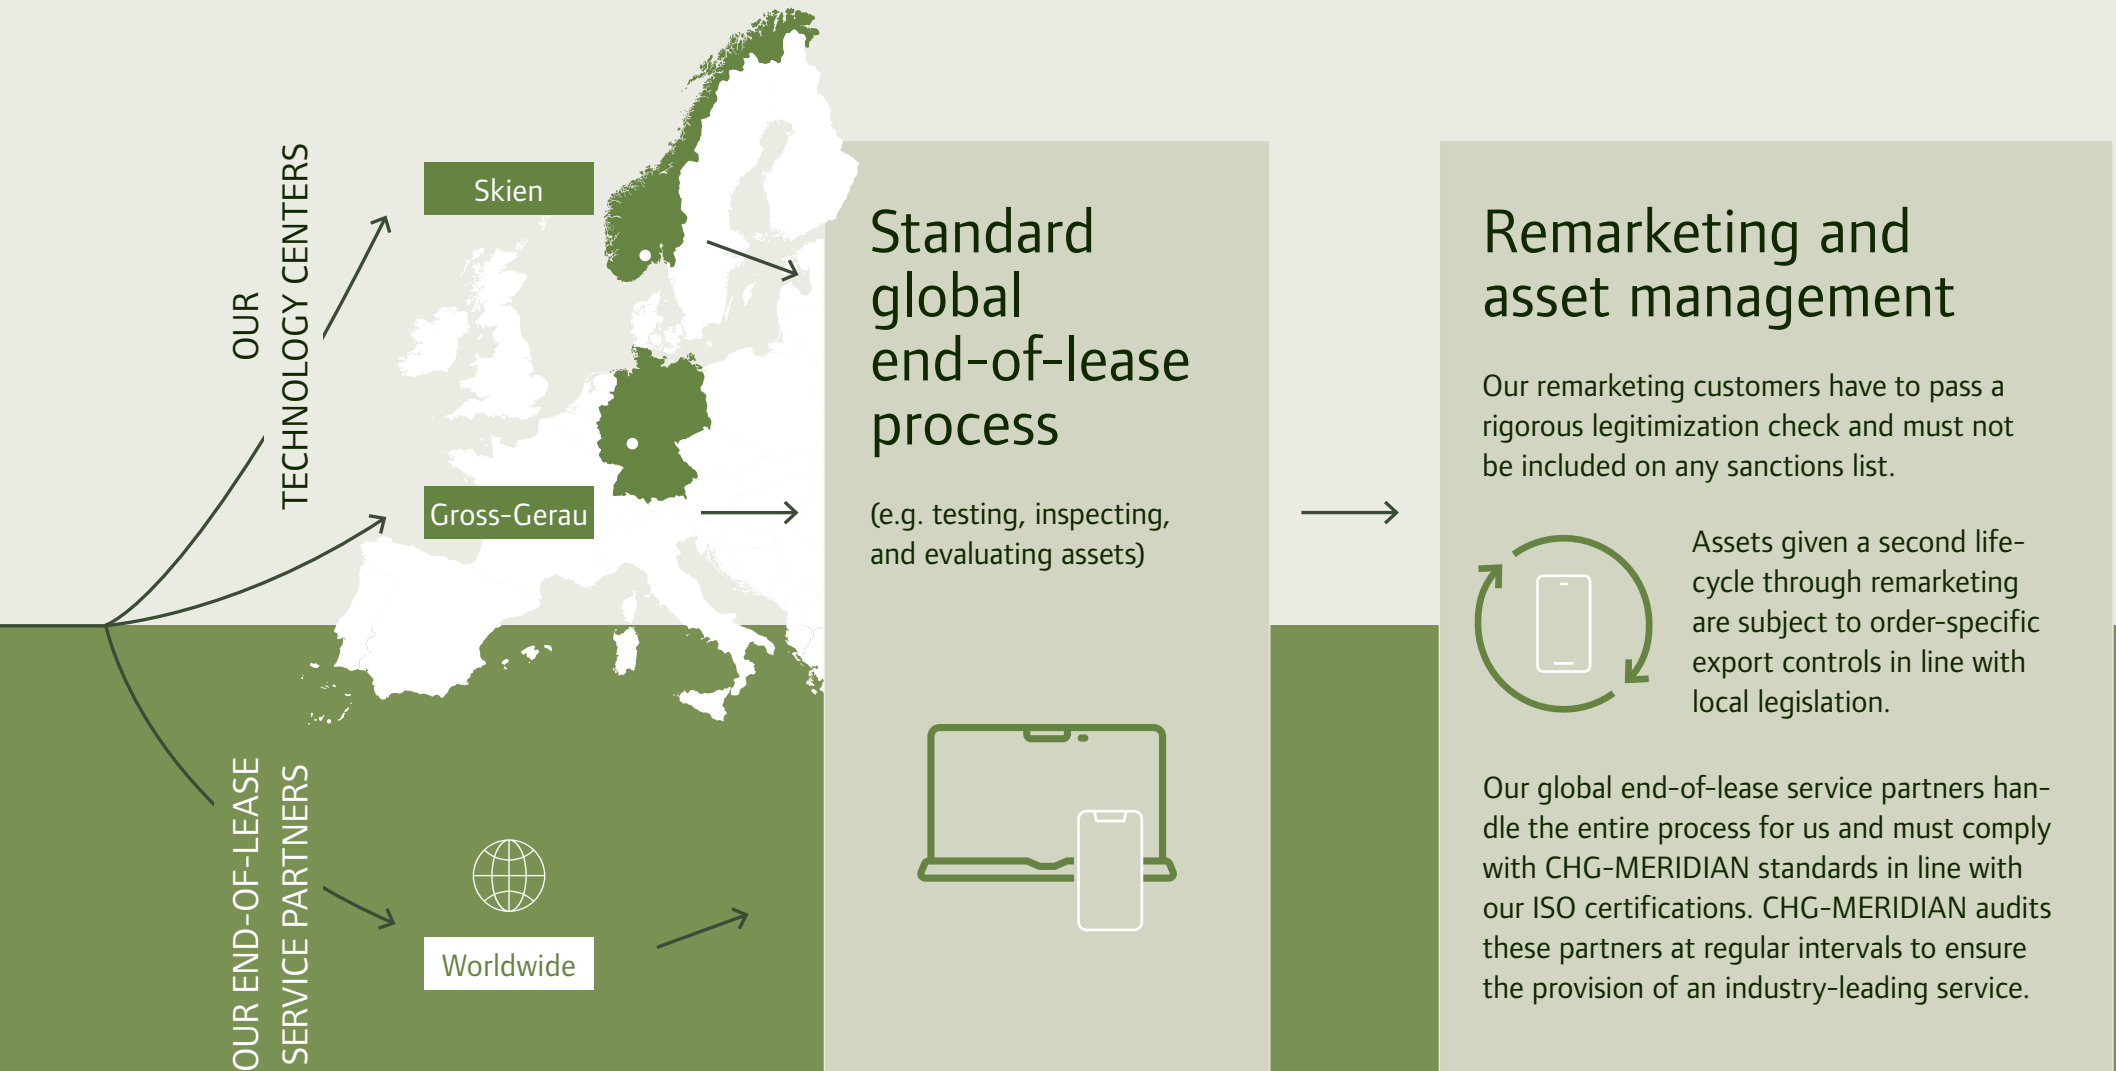 OUR
TECHNOLOGY CENTERS
Skien
Gross-Gerau
OUR END-OF-LEASE
SERVICE PARTNERS
Worldwide
Standard
global
end-of-lease
process
(e.g. testing, inspecting,
and evaluating assets)
Remarketing and
asset management
Our remarketing customers have to pass a
rigorous legitimization check and must not
be included on any sanctions list.
Assets given a second life-
cycle through remarketing
are subject to order-specific
export controls in line with
local legislation.
Our global end-of-lease service partners han-
dle the entire process for us and must comply
with CHG-MERIDIAN standards in line with
our ISO certifications. CHG-MERIDIAN audits
these partners at regular intervals to ensure
the provision of an industry-leading service.